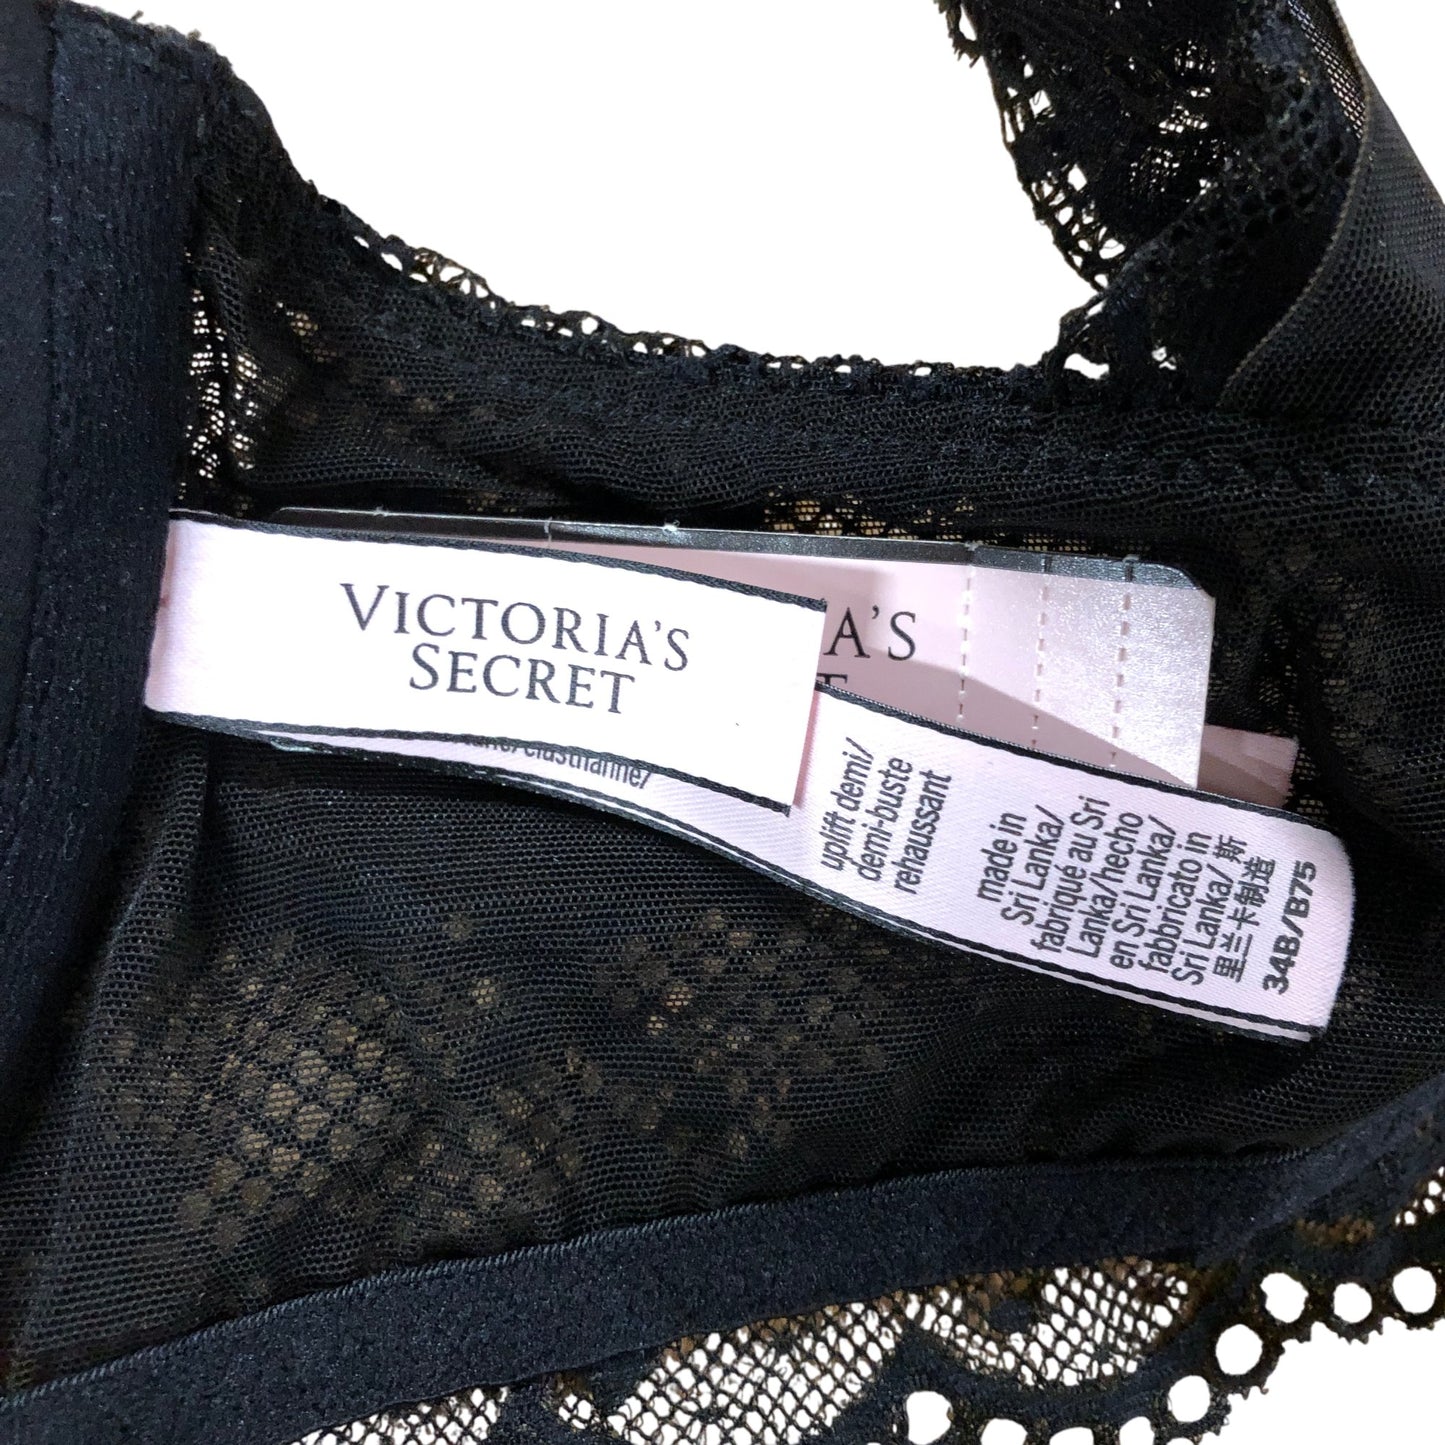 VICTORIA'S
SECRET
A'S
elasthanne/
uplift demi/
demi-buste
rehaussant
made in
Sri Lanka/
fabriqué au Sri
Lanka/hecho
en Sri Lanka/
fabbricato in
Sri Lanka/ 斯
里兰卡制造
34B/B75